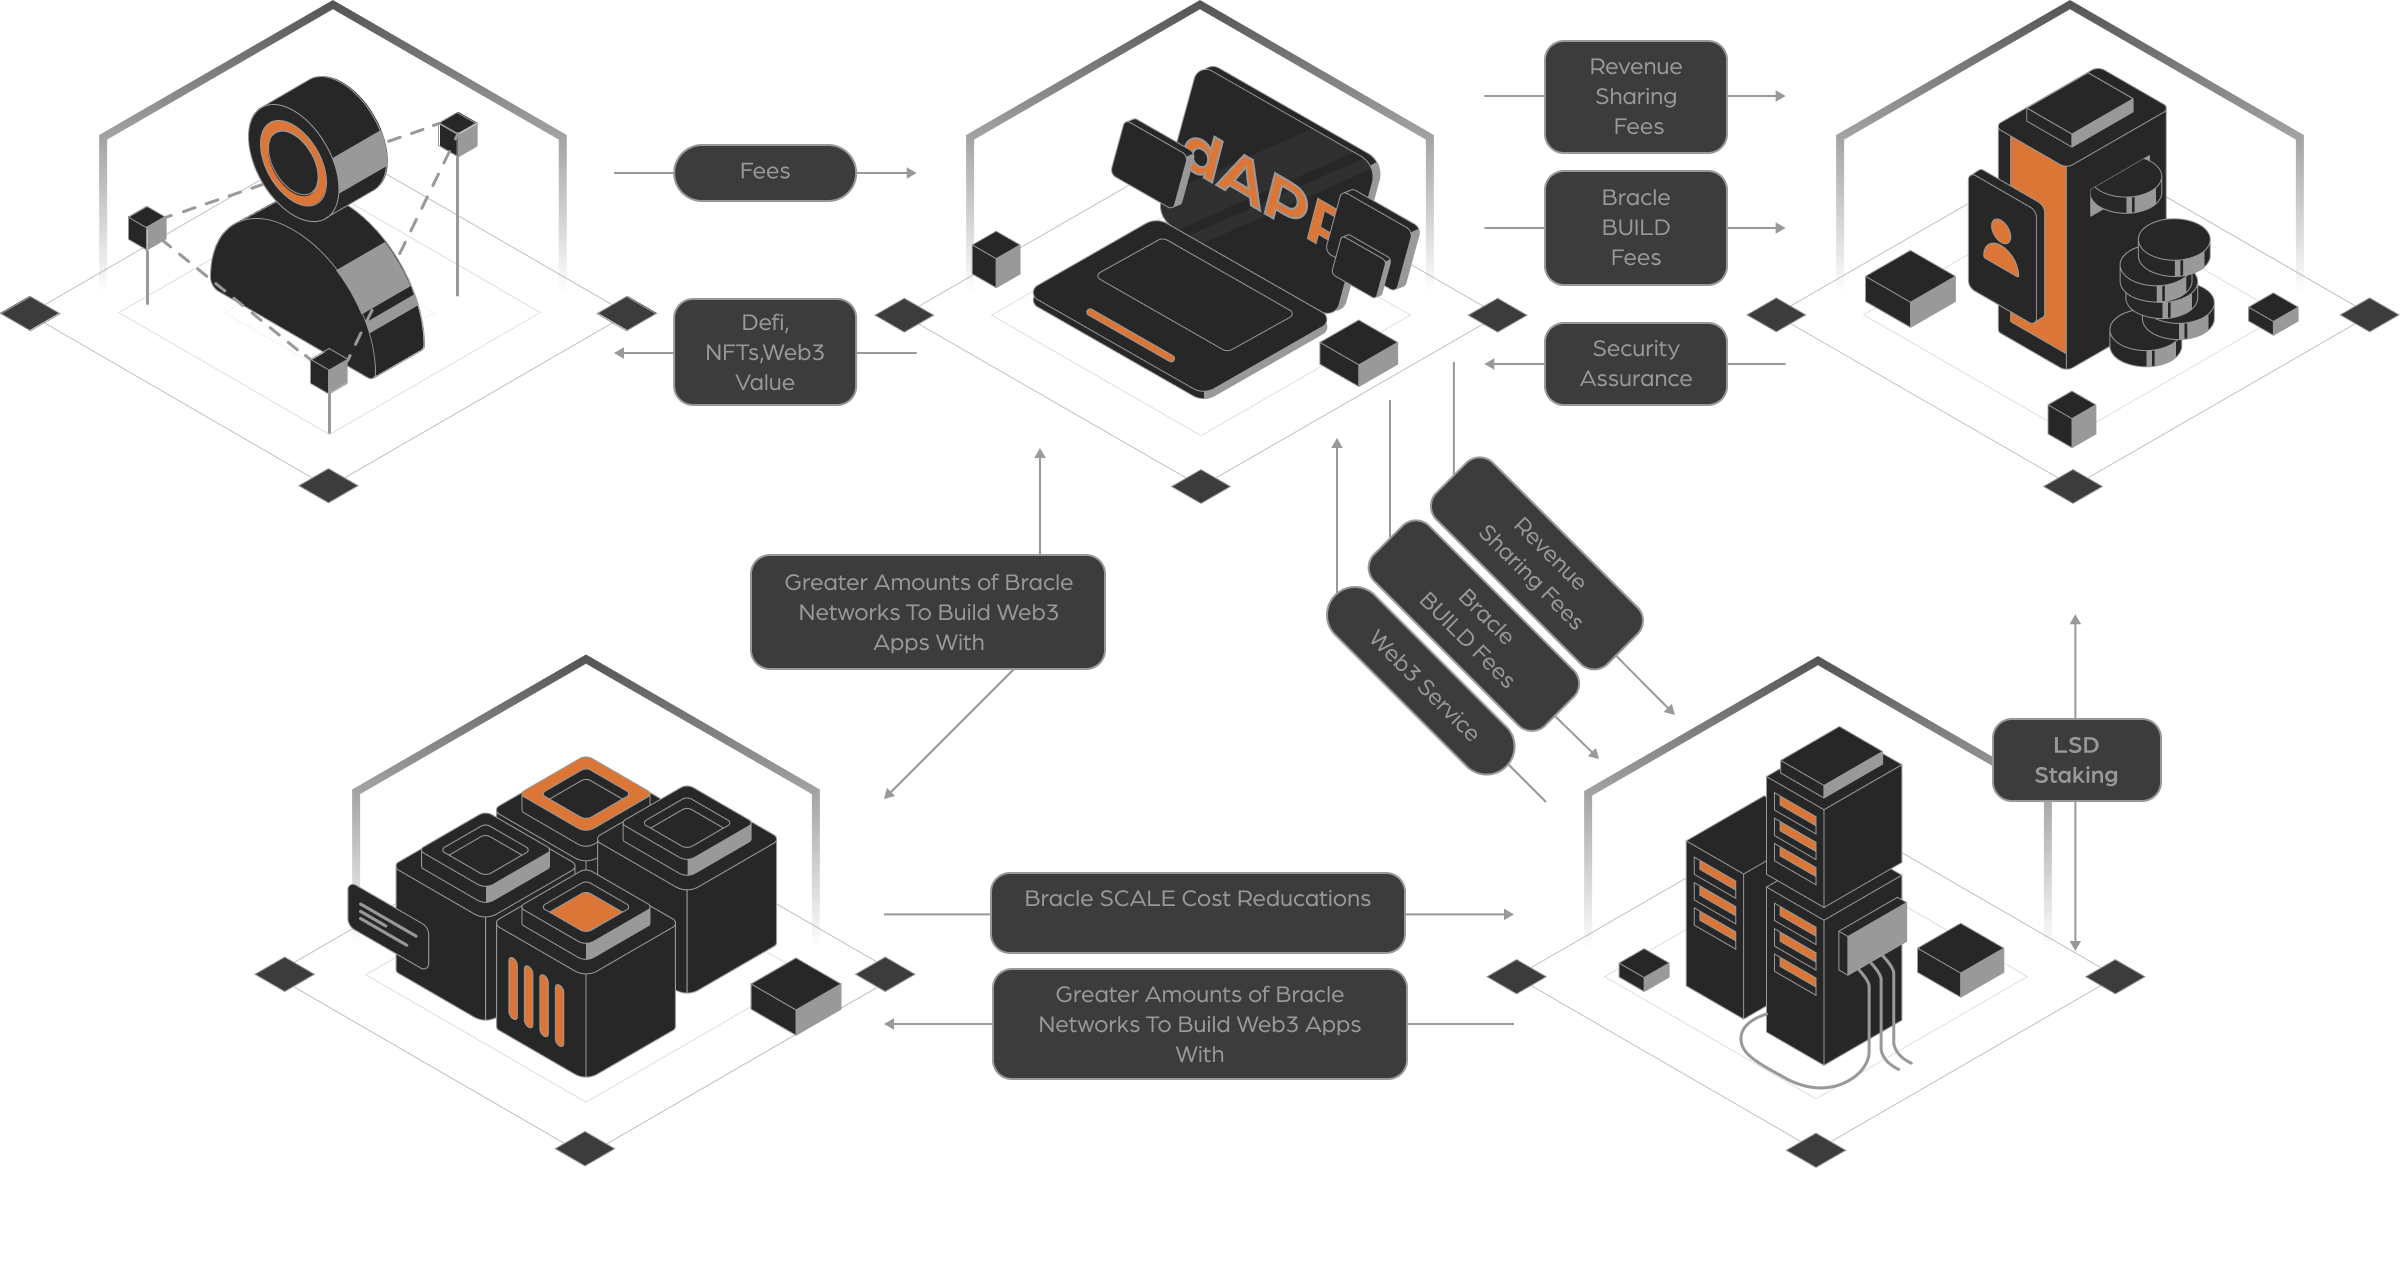 Fees
Defi,
NFTs,Web3
Value
dAPP
Revenue
Sharing
Fees
Bracle
BUILD
Fees
Security
Assurance
Revenue
Sharing Fees
Bracle
BUILD Fees
Web3 Service
Greater Amounts of Bracle
Networks To Build Web3
Apps With
LSD
Staking
Bracle SCALE Cost Reducations
Greater Amounts of Bracle
Networks To Build Web3 Apps
With